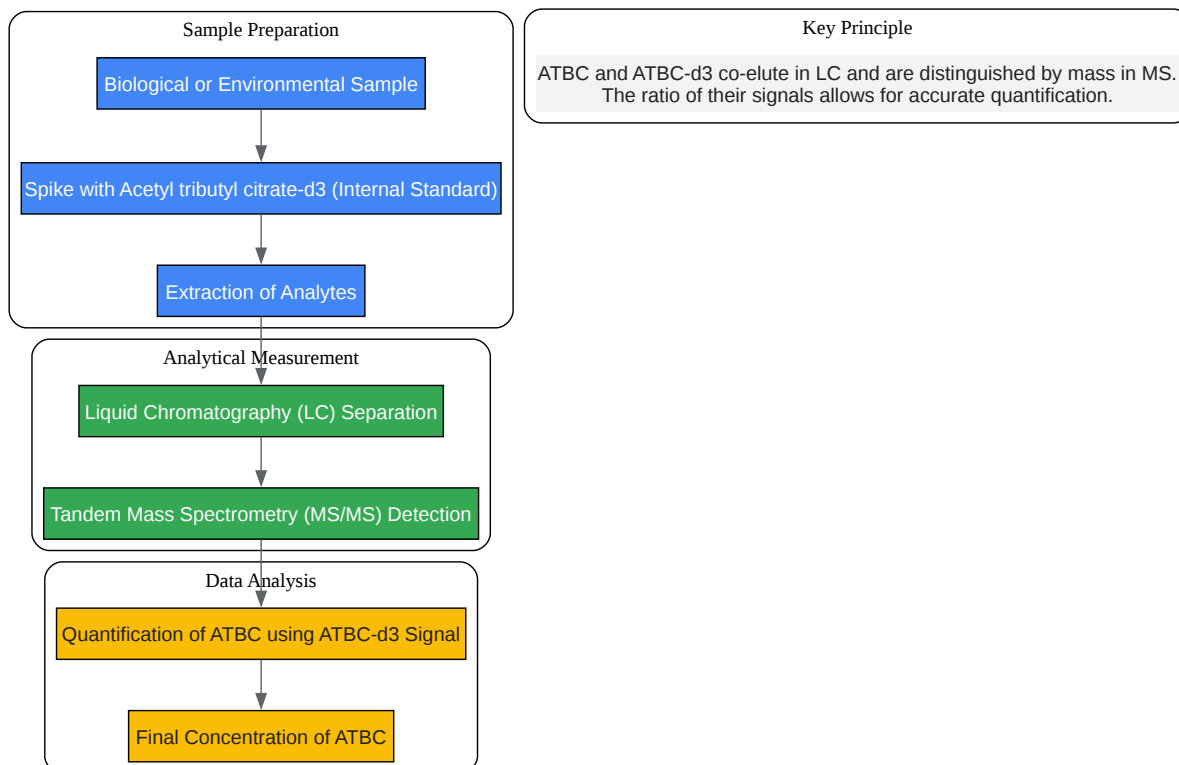 Sample Preparation
Biological or Environmental Sample
Spike with Acetyl tributyl citrate-d3 (Internal Standard)
Extraction of Analytes
Analytical Measurement
Liquid Chromatography (LC) Separation
Tandem Mass Spectrometry (MS/MS) Detection
Data Analysis
Quantification of ATBC using ATBC-d3 Signal
Final Concentration of ATBC
Key Principle
ATBC and ATBC-d3 co-elute in LC and are distinguished by mass in MS.
The ratio of their signals allows for accurate quantification.